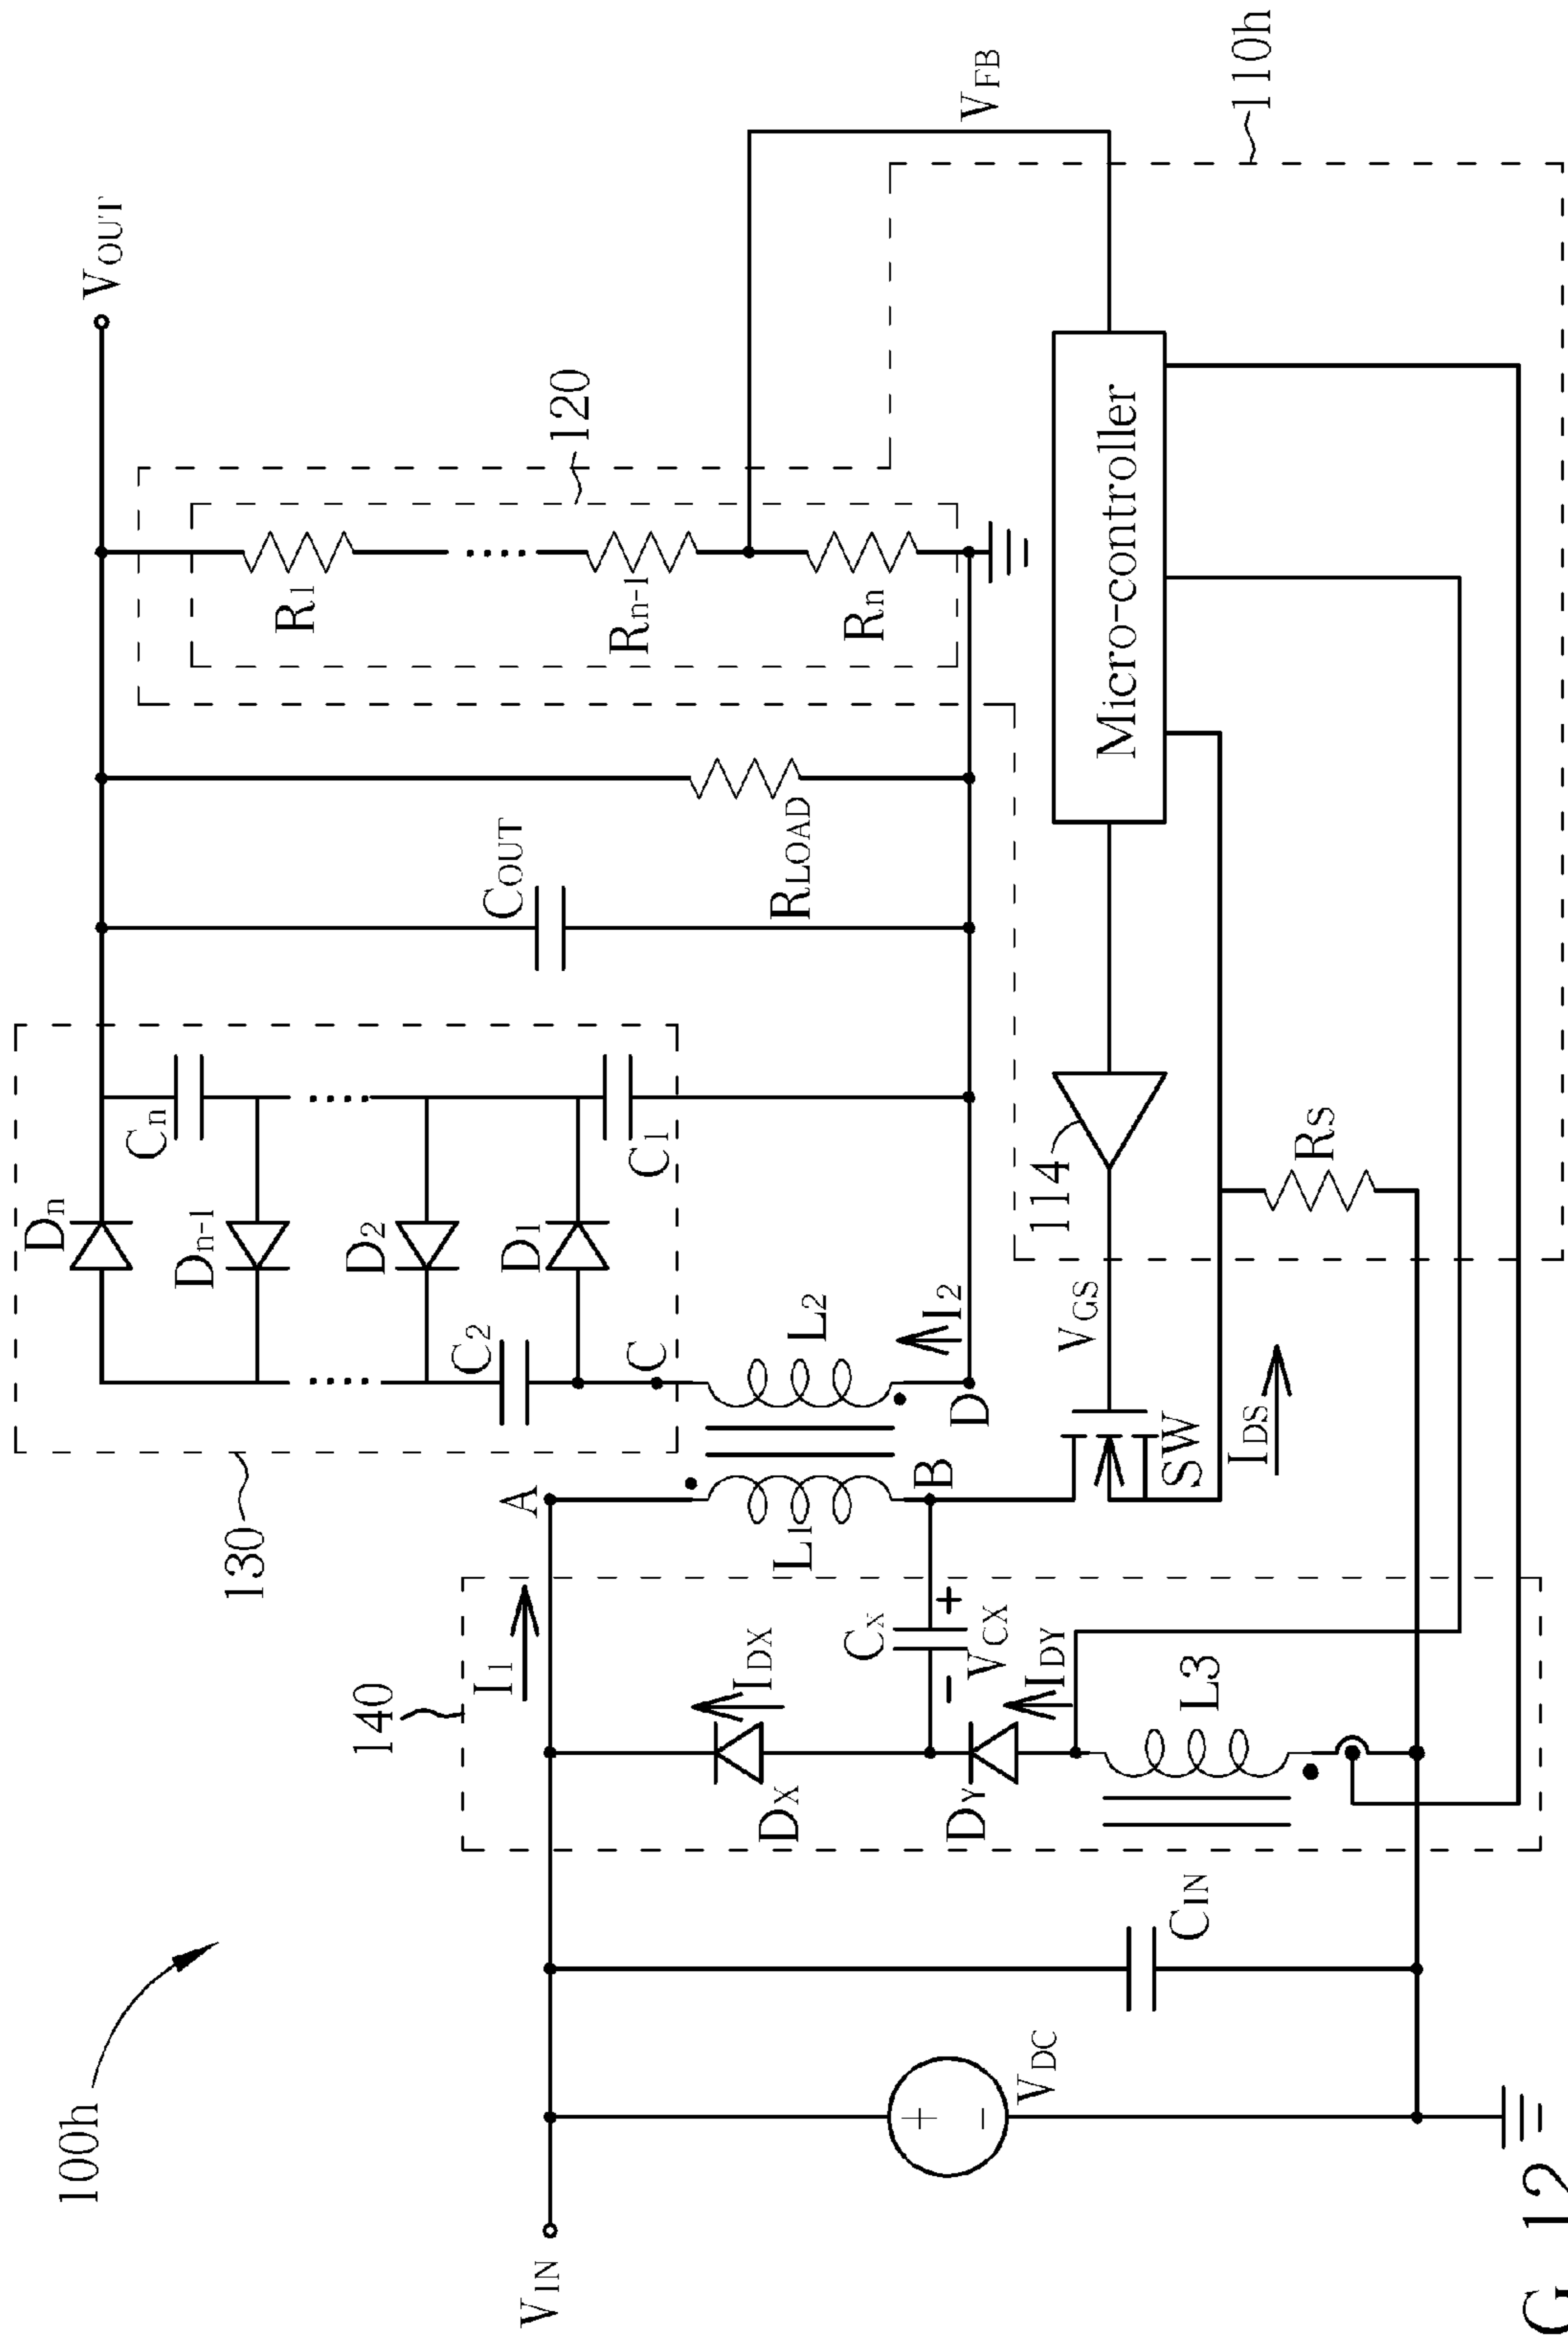 100h
130
Dn
Cn
Dn-1
D2
D1
C2
C1
C
VOUT
COUT
RLOAD
120
R1
Rn-1
Rn
VFB
110h
VIN
140
I1
A
L1
L2
I2
D
B
IDX
DX
CX
+
VCX
-
IDY
DY
L3
CIN
+
-
VDC
VGS
SW
IDS
114
Micro-controller
RS
G 12